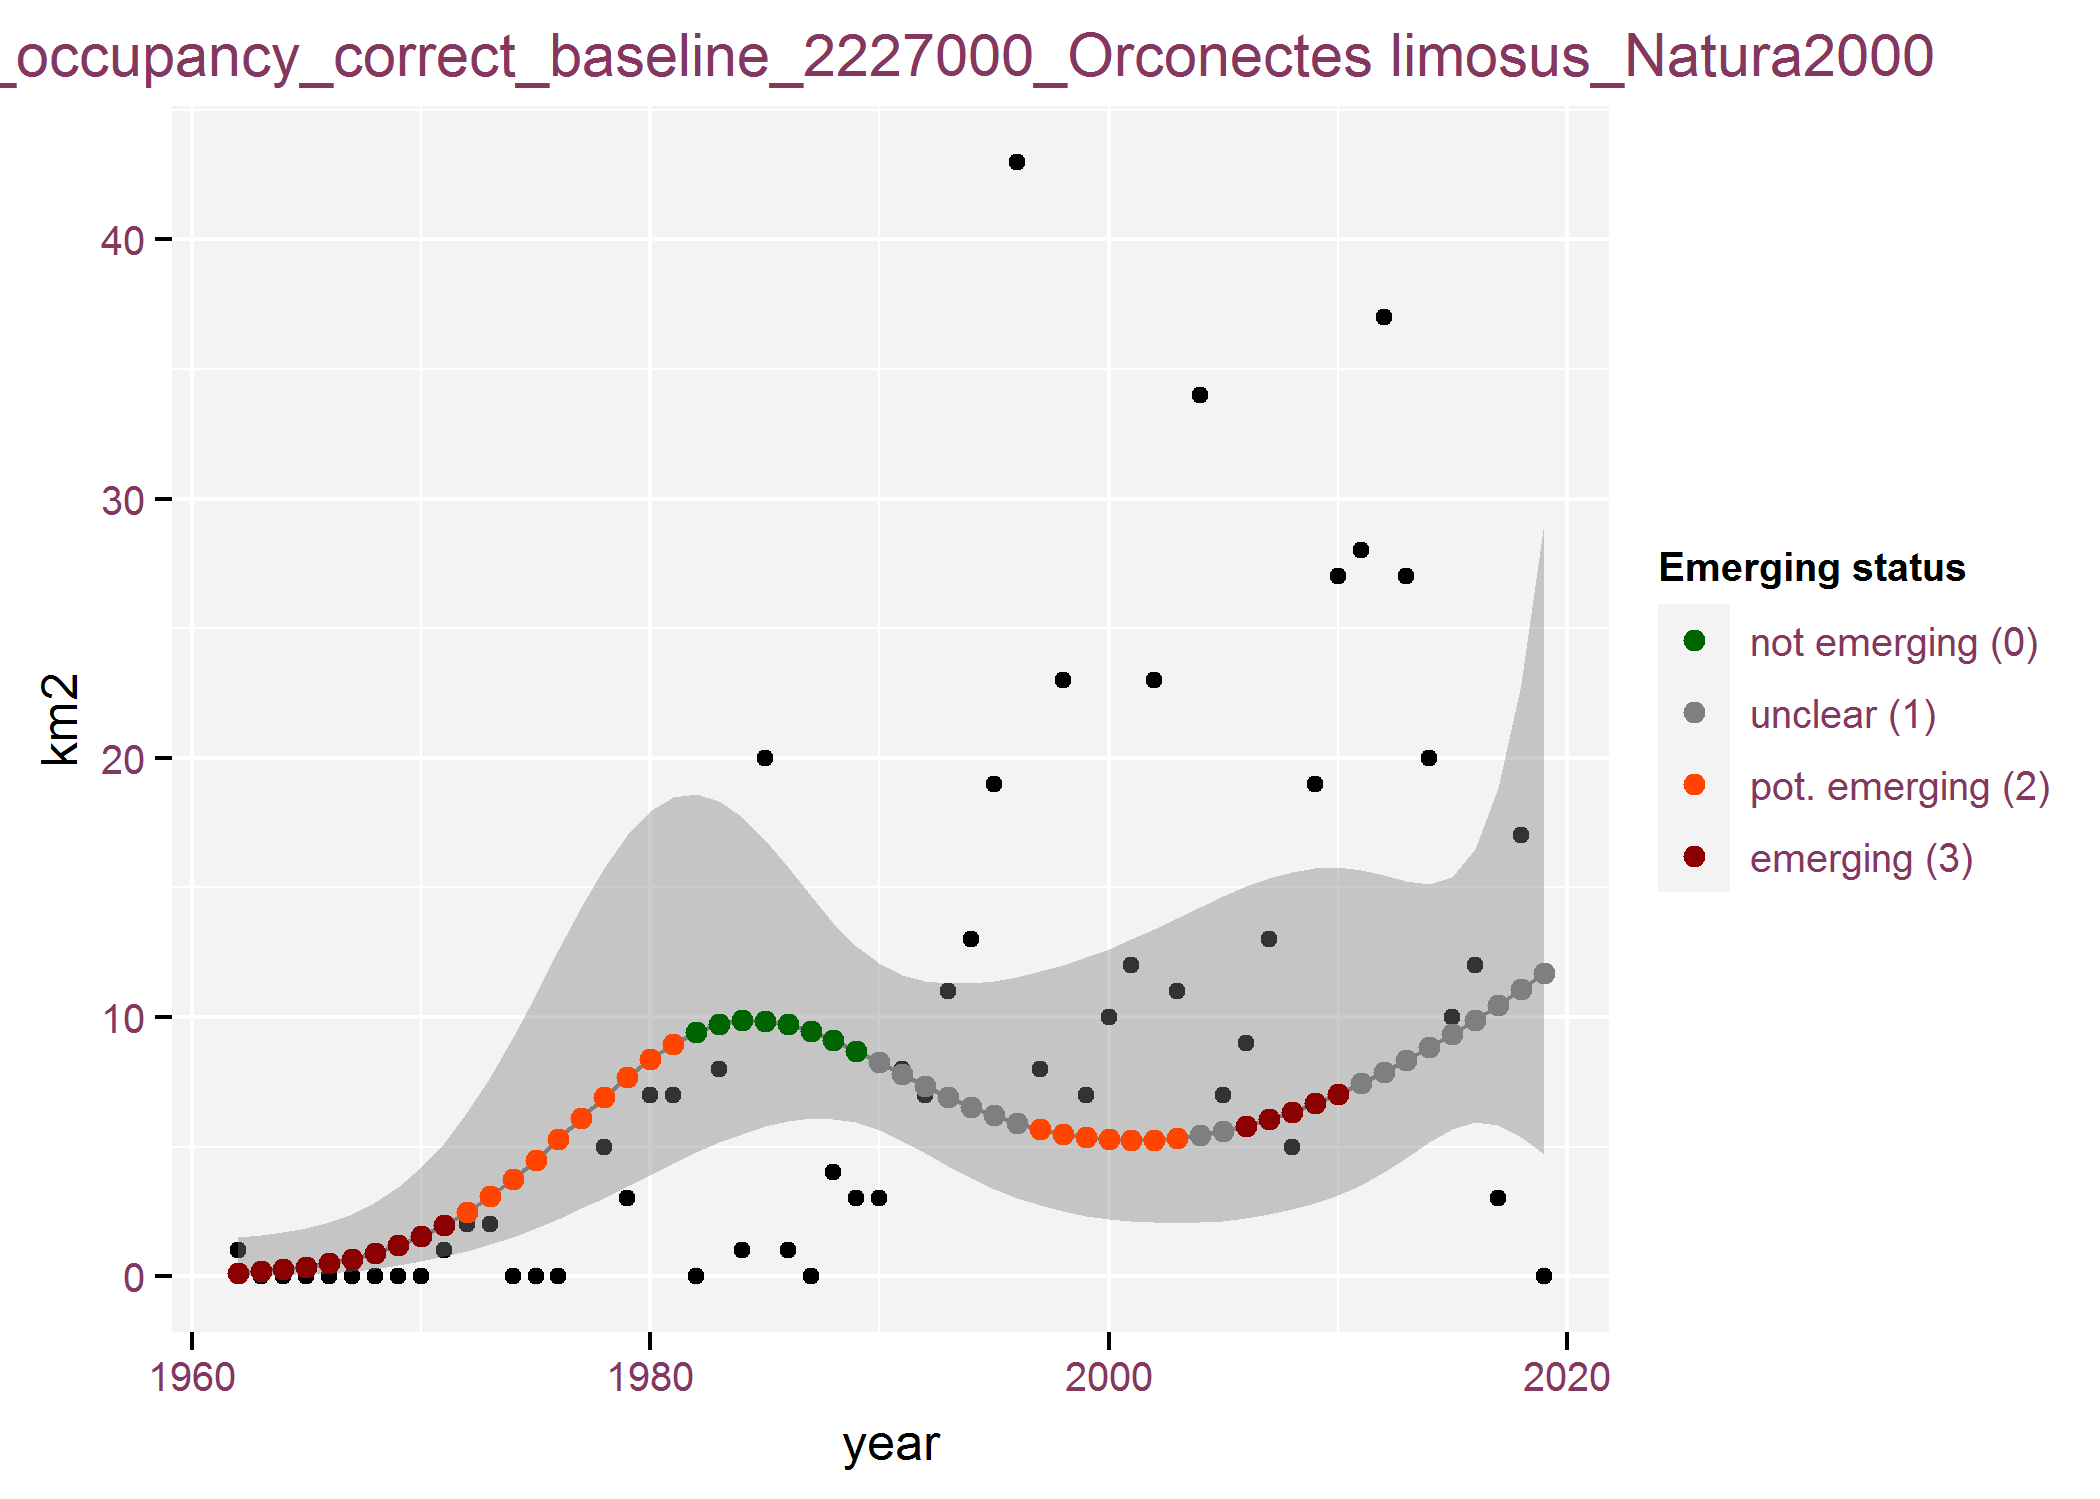 _occupancy_correct_baseline_2227000_Orconectes limosus_Natura2000
40
30
20
10
0
km2
1960
1980
2000
2020
year
Emerging status
not emerging (0)
unclear (1)
pot. emerging (2)
emerging (3)